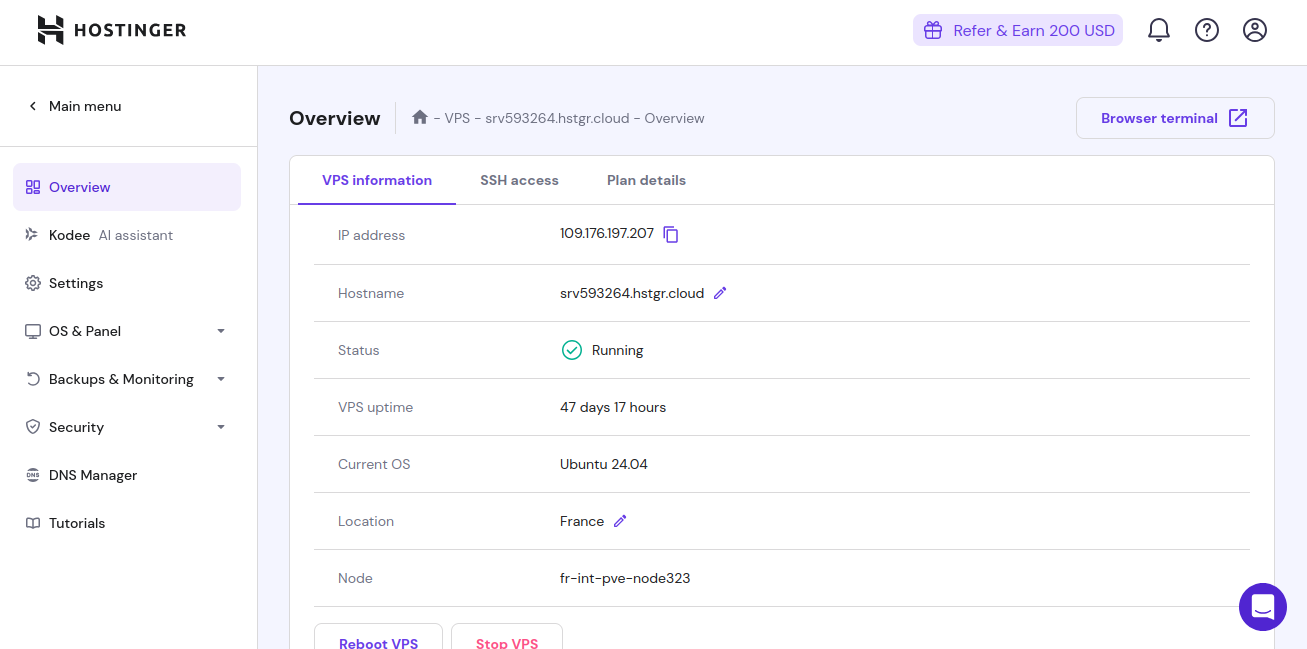 HOSTINGER
Refer & Earn 200 USD
Main menu
Overview
Kodee AI assistant
Settings
OS & Panel
Backups & Monitoring
Security
DNS DNS Manager
Tutorials
Overview
- VPS - srv593264.hstgr.cloud - Overview
Browser terminal
VPS information SSH access Plan details
IP address 109.176.197.207
Hostname srv593264.hstgr.cloud
Status Running
VPS uptime 47 days 17 hours
Current OS Ubuntu 24.04
Location France
Node fr-int-pve-node323
Reboot VPS Stop VPS